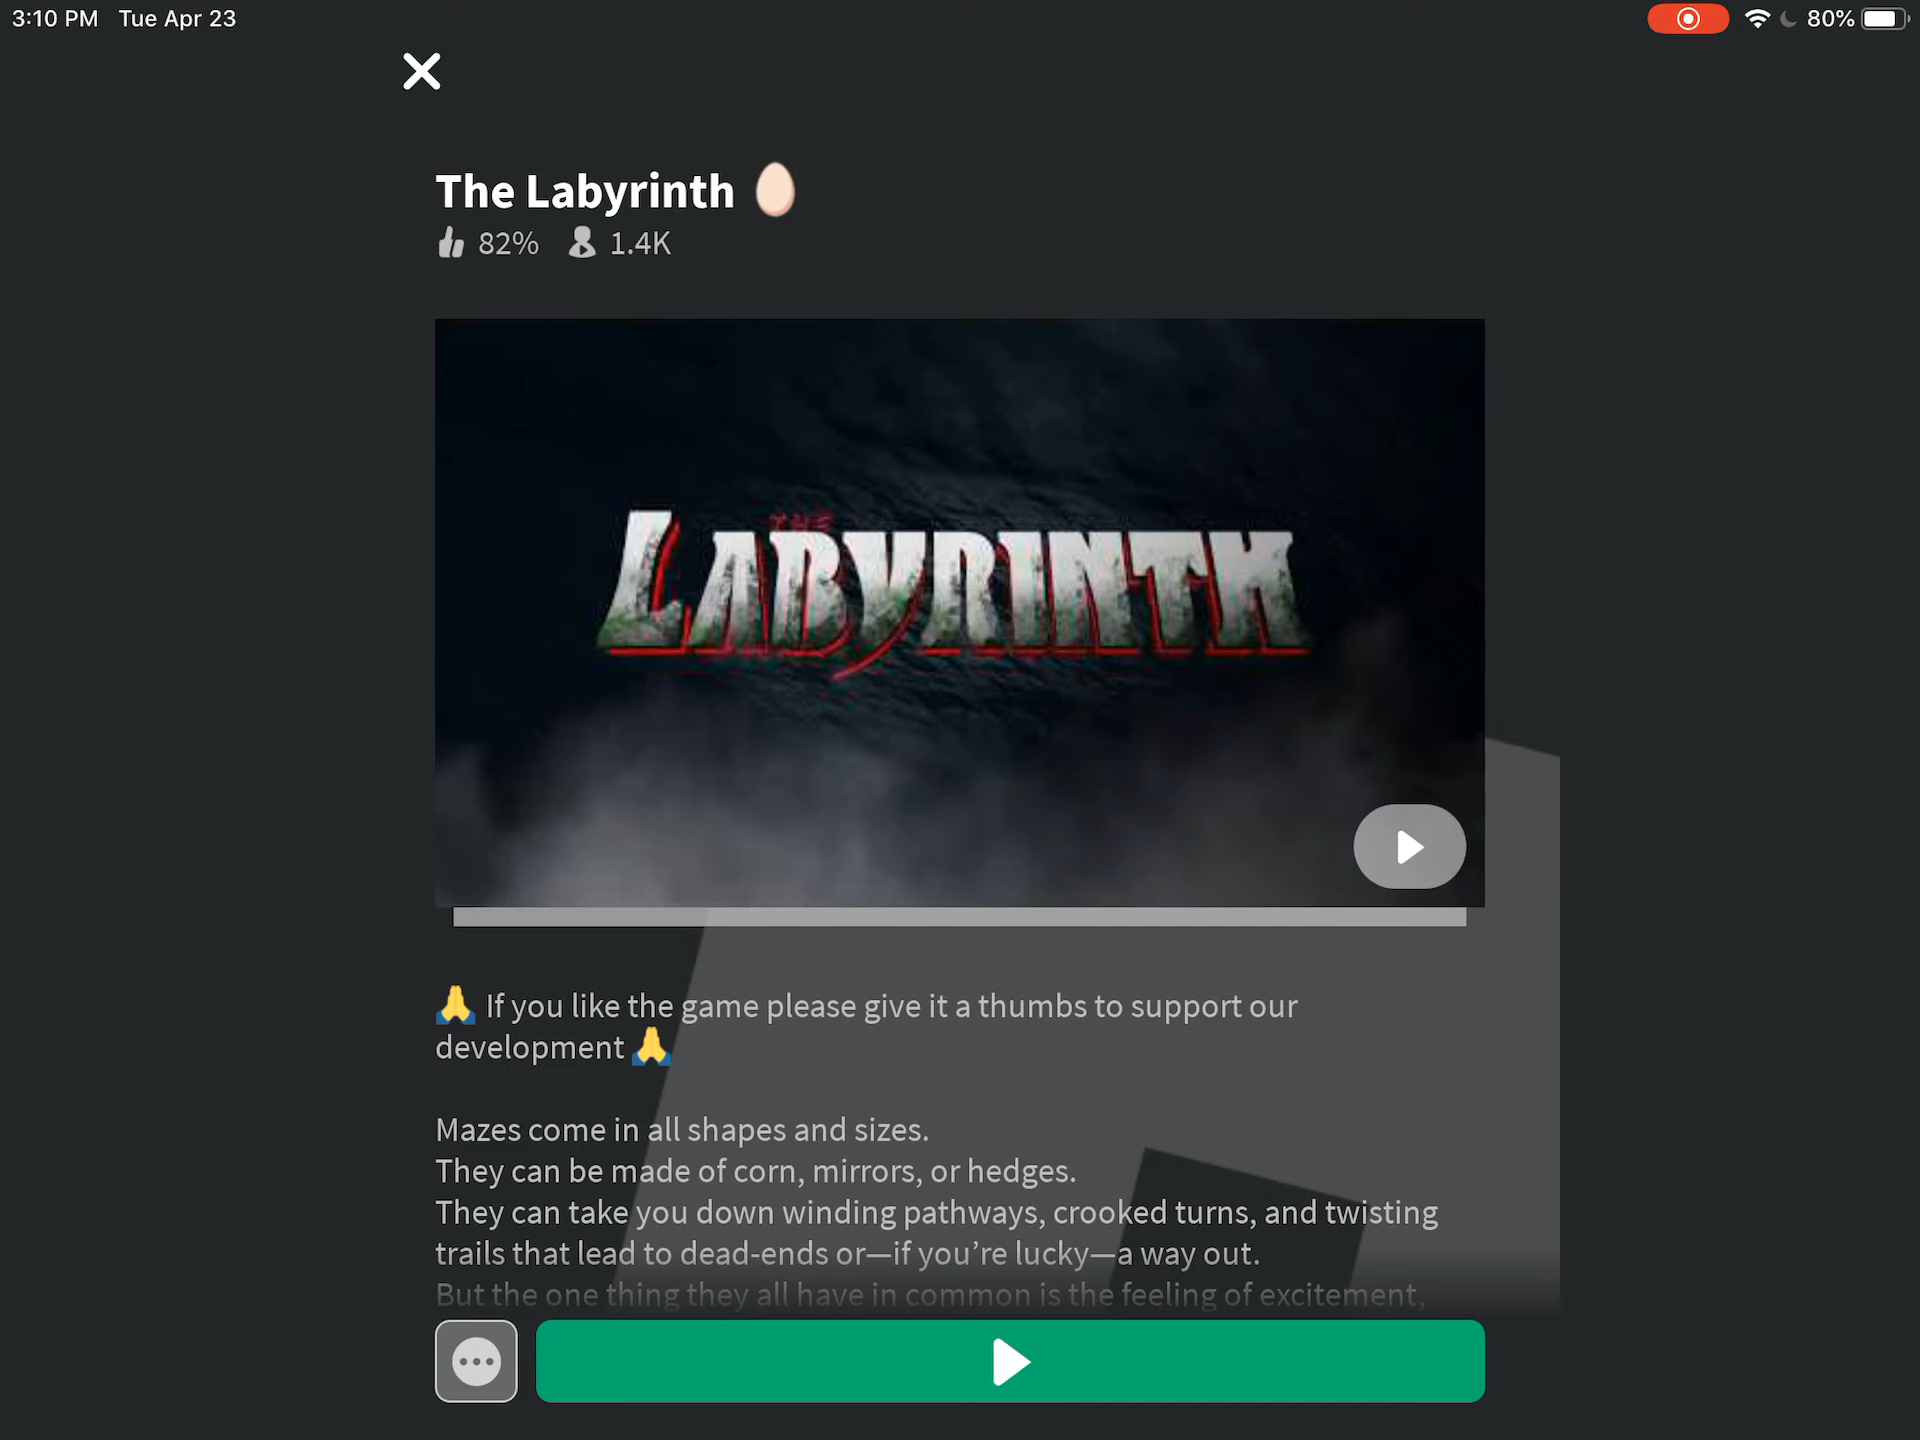 3:10 PM Tue Apr 23
80%
The Labyrinth
82% 1.4K
THE
LABYRINTH
If you like the game please give it a thumbs to support our
development
Mazes come in all shapes and sizes.
They can be made of corn, mirrors, or hedges.
They can take you down winding pathways, crooked turns, and twisting
trails that lead to dead-ends or—if you’re lucky—a way out.
But the one thing they all have in common is the feeling of excitement,